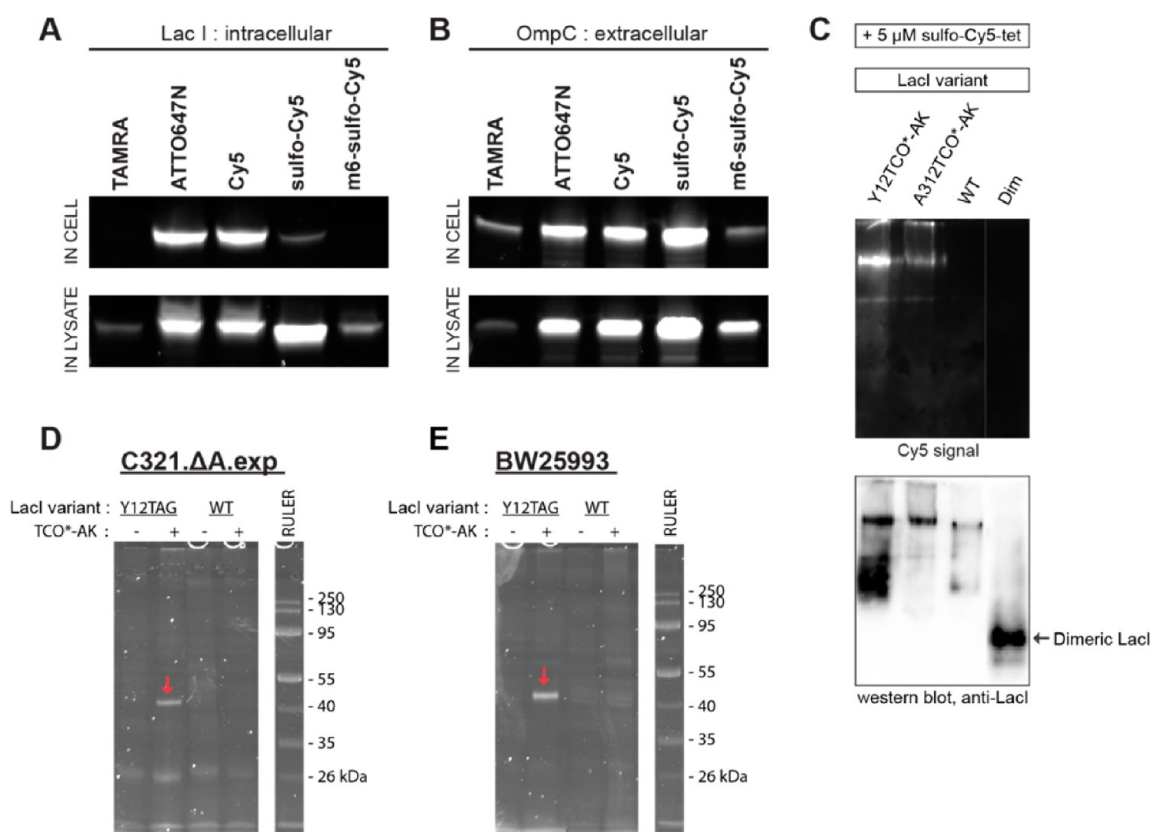 A
Lac I : intracellular
TAMRA
ATTO647N
Cy5
sulfo-Cy5
m6-sulfo-Cy5
IN CELL
IN LYSATE
B
OmpC : extracellular
TAMRA
ATTO647N
Cy5
sulfo-Cy5
m6-sulfo-Cy5
IN CELL
IN LYSATE
C
+ 5 µM sulfo-Cy5-tet
LacI variant
Y12TCO*-AK
A312TCO*-AK
WT
Dim
Cy5 signal
Dimeric LacI
western blot, anti-LacI
D
C321.ΔA.exp
LacI variant : Y12TAG WT
TCO*-AK : - + - +
RULER
- 250
- 130
- 95
- 55
- 40
- 35
- 26 kDa
E
BW25993
LacI variant : Y12TAG WT
TCO*-AK : - + - +
RULER
- 250
- 130
- 95
- 55
- 40
- 35
- 26 kDa